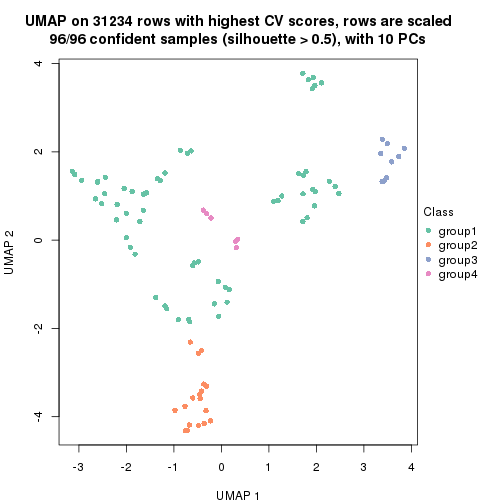 UMAP on 31234 rows with highest CV scores, rows are scaled
96/96 confident samples (silhouette > 0.5), with 10 PCs
4
2
0
-2
-4
UMAP 2
-3
-2
-1
0
1
2
3
4
UMAP 1
Class
group1
group2
group3
group4